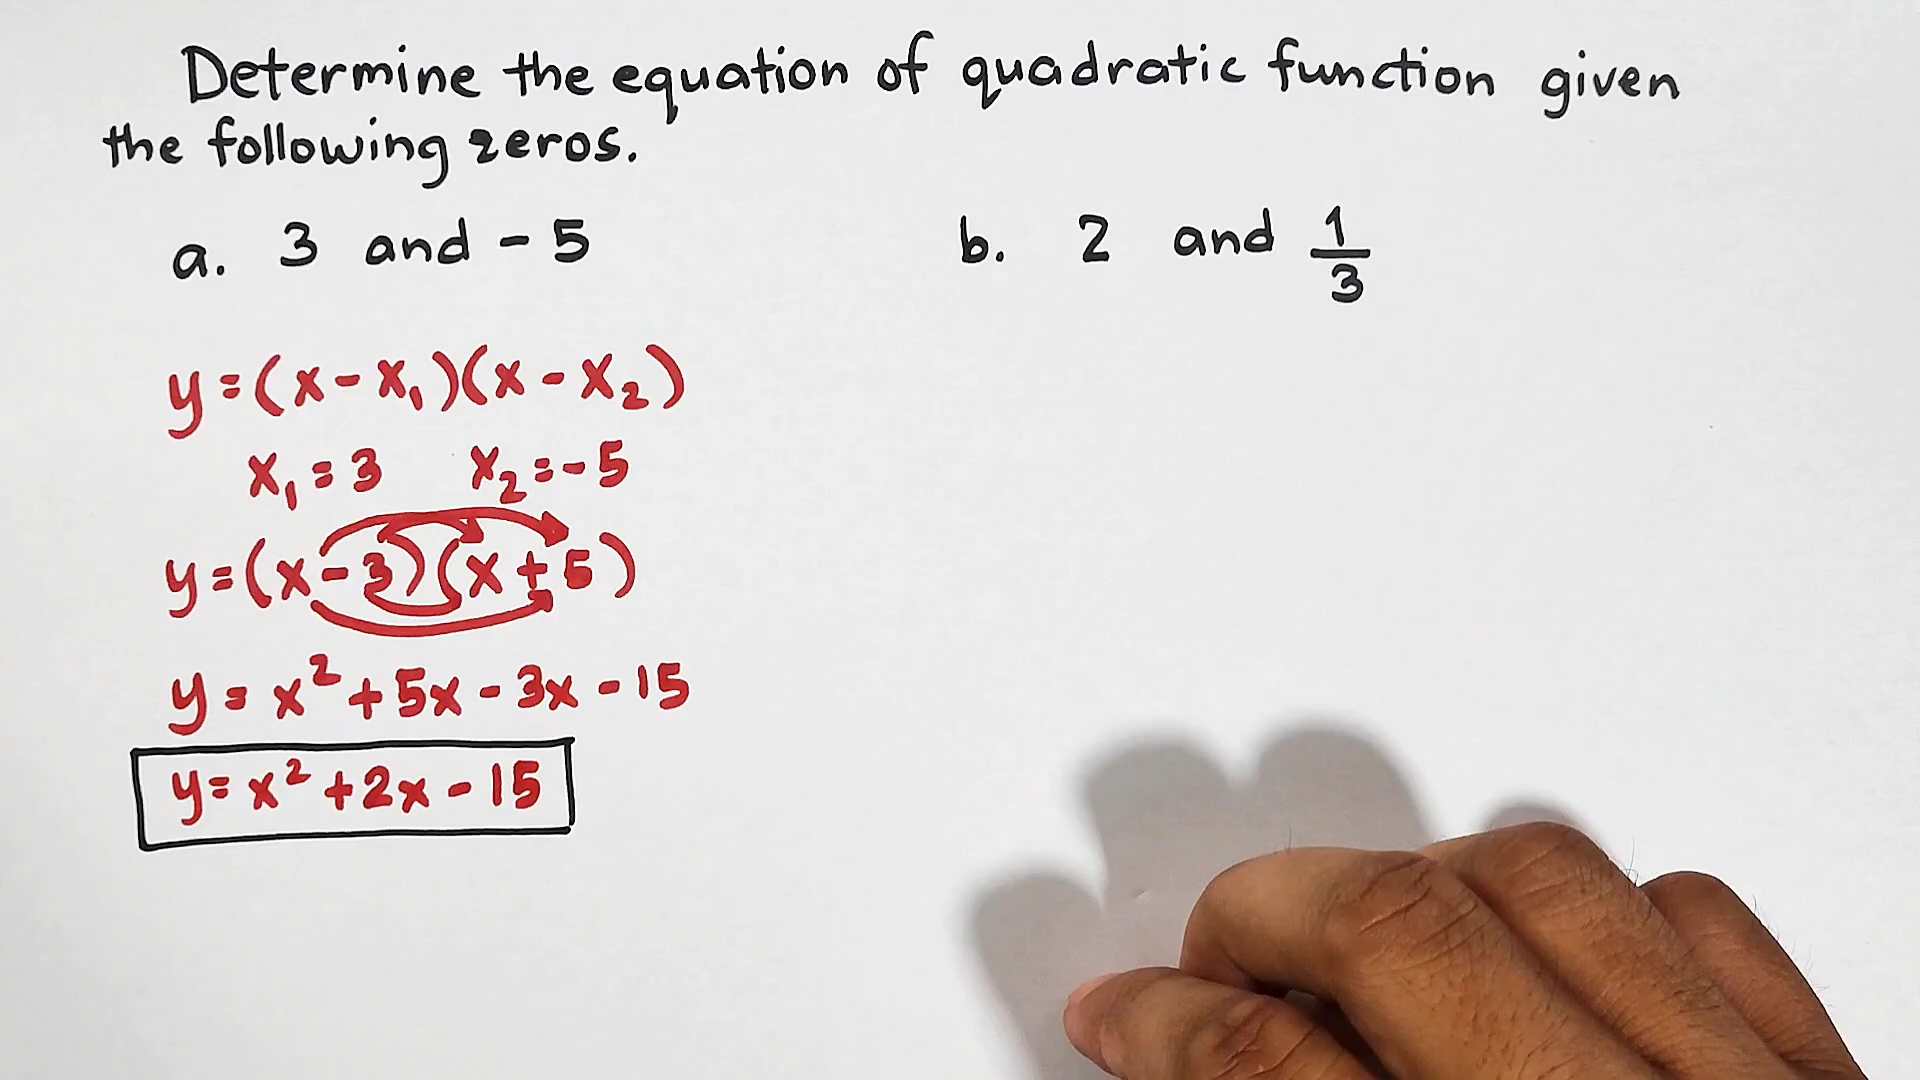 Determine the equation of quadratic function given
the following zeros.
a. 3 and -5
b. 2 and 1/3
y=(x-x₁)(x-x₂)
x₁=3 x₂=-5
y=(x-3)(x+5)
y=x²+5x-3x-15
y=x²+2x-15